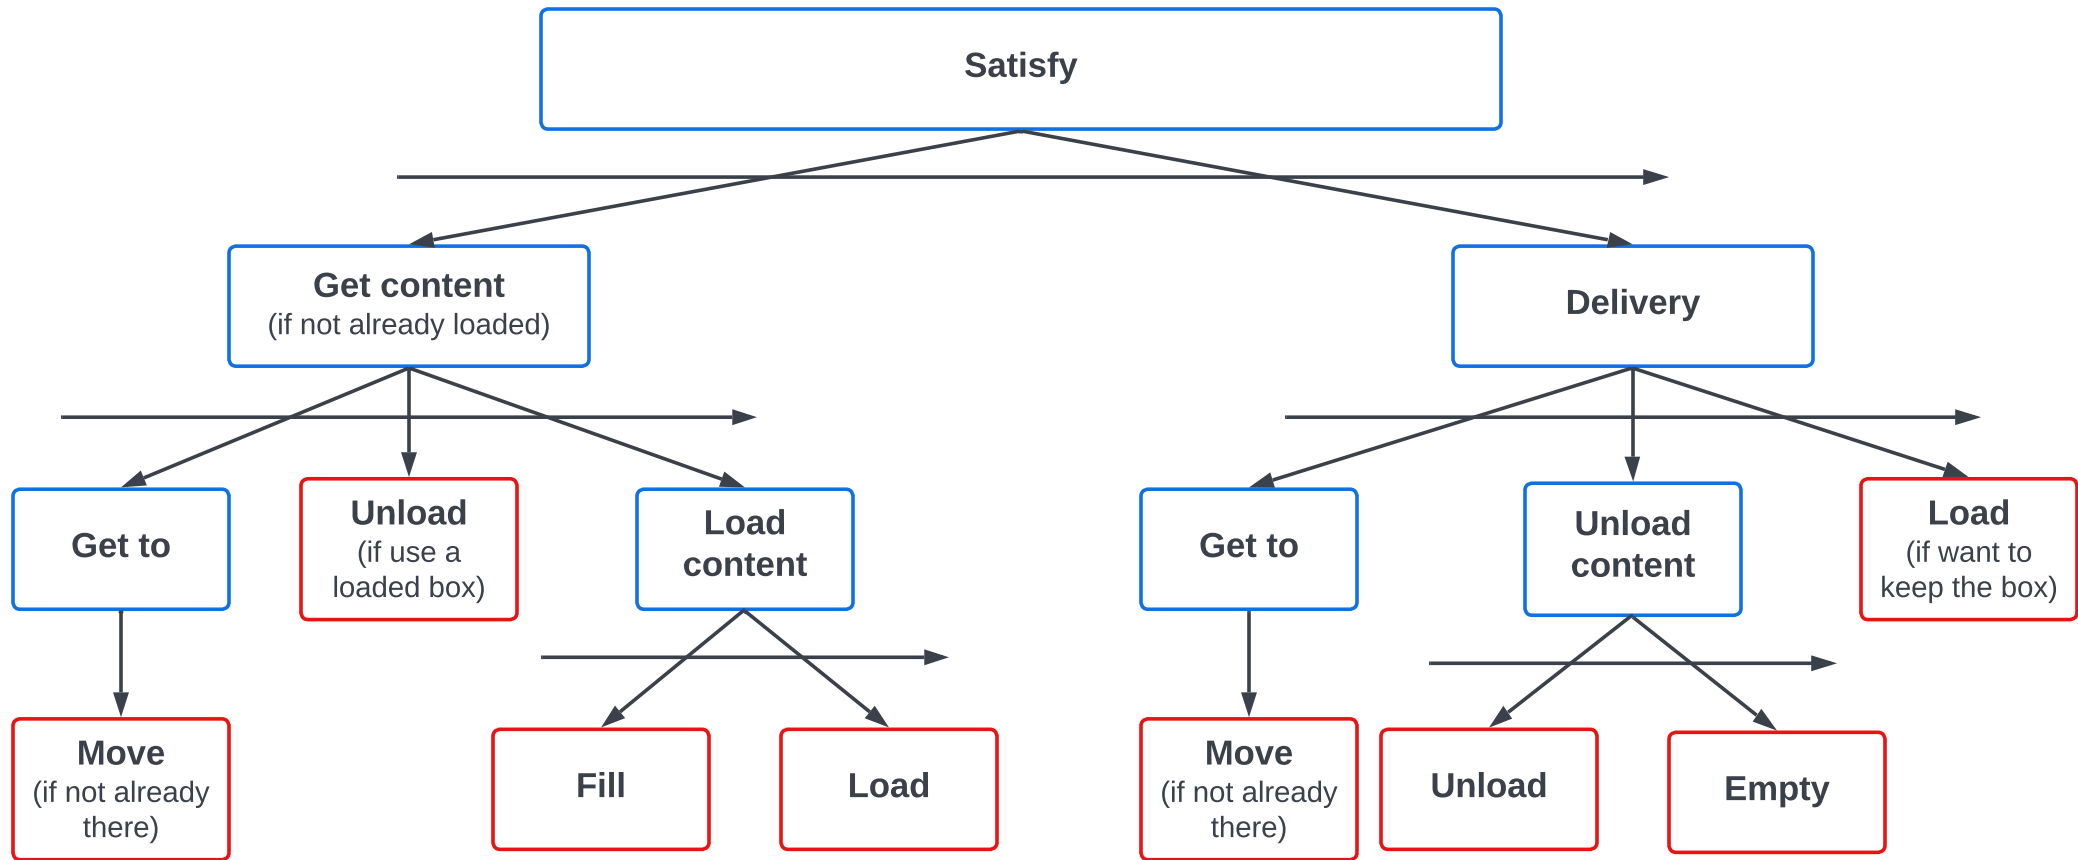 Satisfy
Get content
(if not already loaded)
Delivery
Get to
Unload
(if use a
loaded box)
Load
content
Get to
Unload
content
Load
(if want to
keep the box)
Move
(if not already
there)
Fill
Load
Move
(if not already
there)
Unload
Empty